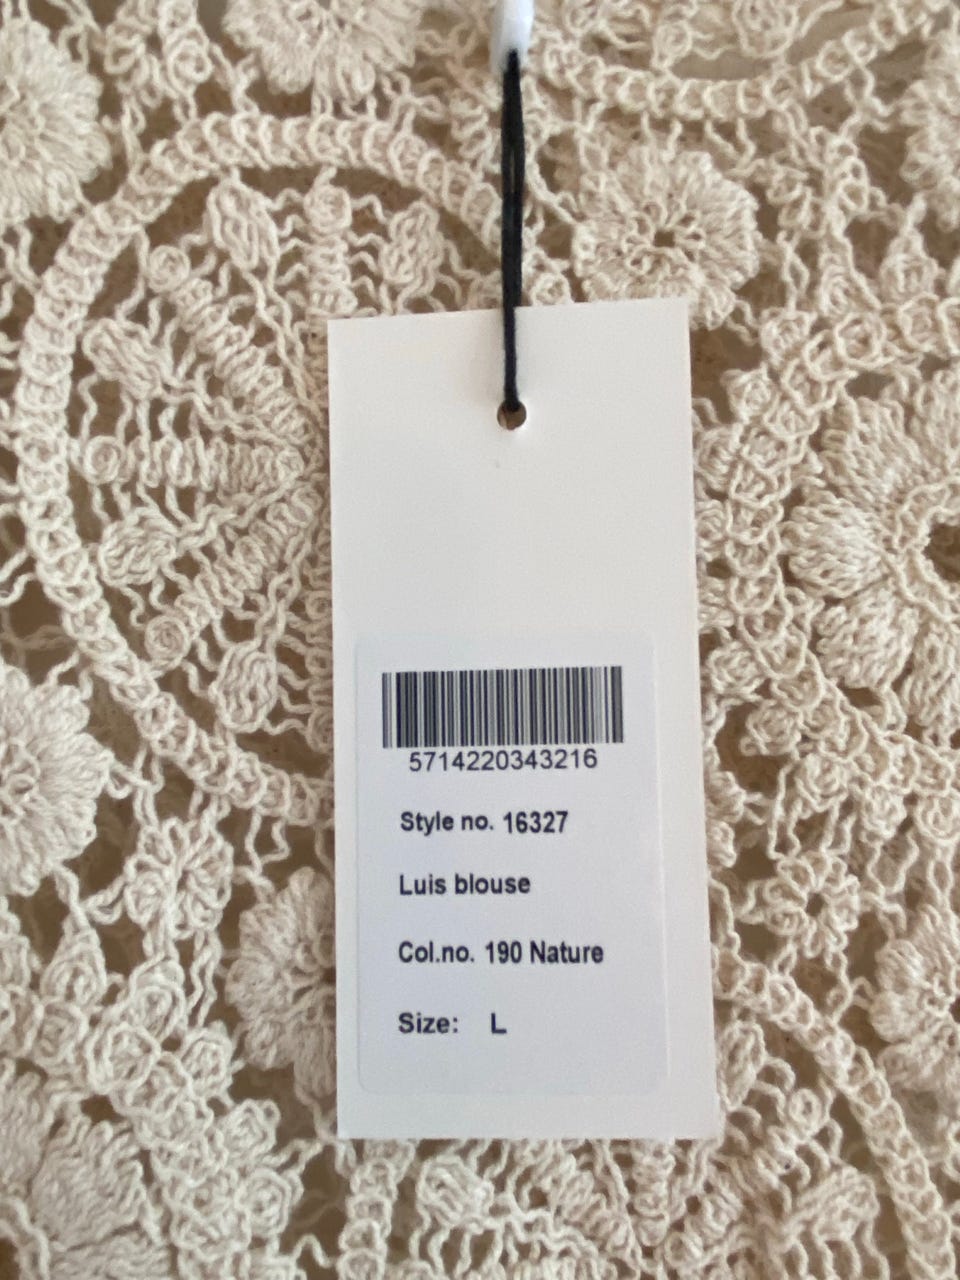 5714220343216
Style no. 16327
Luis blouse
Col.no. 190 Nature
Size: L